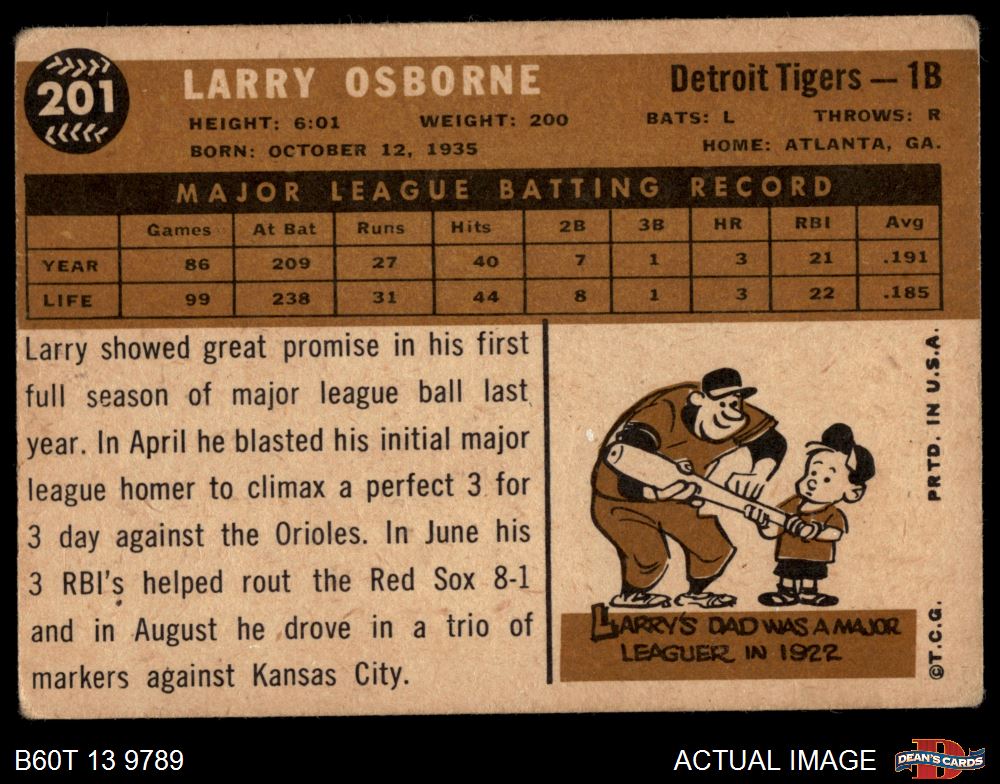 201
LARRY OSBORNE
Detroit Tigers — 1B
HEIGHT: 6:01 WEIGHT: 200 BATS: L THROWS: R
BORN: OCTOBER 12, 1935 HOME: ATLANTA, GA.
MAJOR LEAGUE BATTING RECORD
Games At Bat Runs Hits 2B 3B HR RBI Avg
YEAR 86 209 27 40 7 1 3 21 .191
LIFE 99 238 31 44 8 1 3 22 .185
Larry showed great promise in his first
full season of major league ball last
year. In April he blasted his initial major
league homer to climax a perfect 3 for
3 day against the Orioles. In June his
3 RBI's helped rout the Red Sox 8-1
and in August he drove in a trio of
markers against Kansas City.
LARRY'S DAD WAS A MAJOR
LEAGUER IN 1922
PRTD. IN U.S.A.
©T.C.G.
B60T 13 9789
ACTUAL IMAGE
D
DEAN'S CARDS